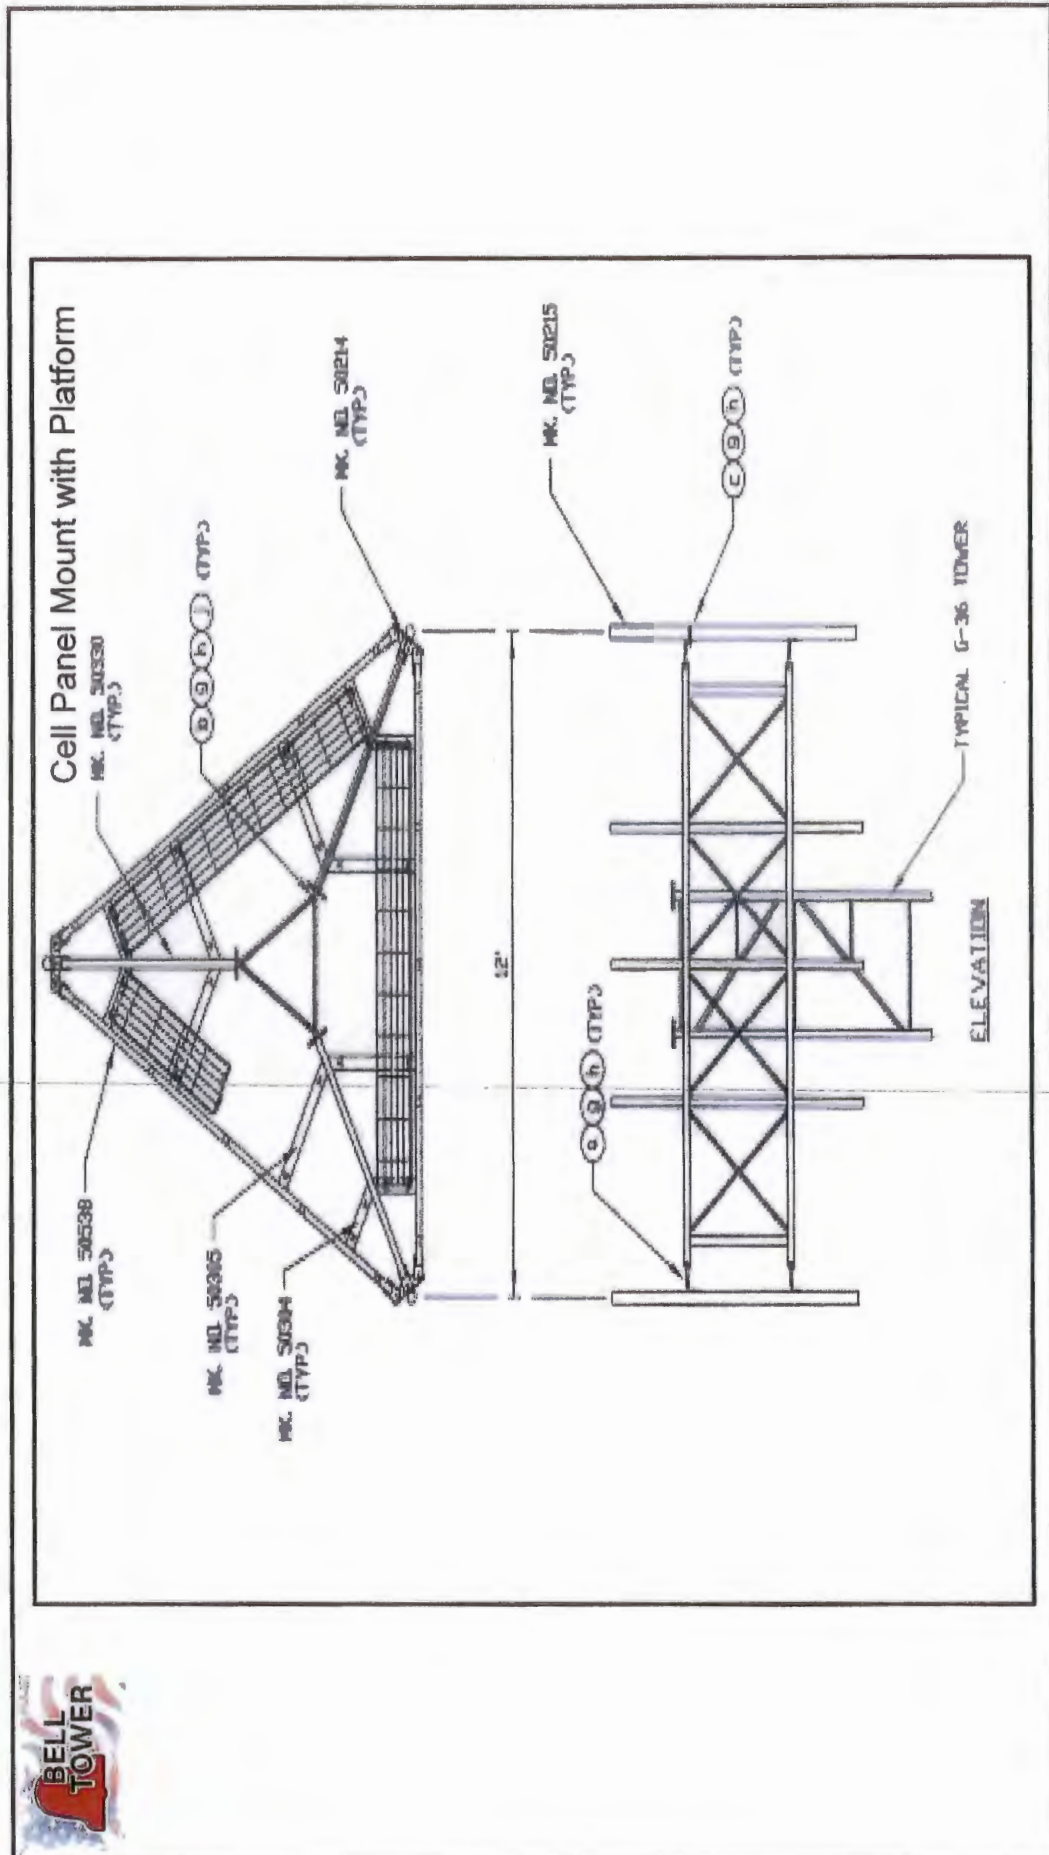 BELL
TOWER
Cell Panel Mount with Platform
MK. NO. 50538
(TYP.)
MK. NO. 50330
(TYP.)
g h j (TYP.)
MK. NO. 50305
(TYP.)
MK. NO. 50304
(TYP.)
MK. NO. 50214
(TYP.)
12'
MK. NO. 50215
(TYP.)
a g h (TYP.)
c g h (TYP.)
TYPICAL G-36 TOWER
ELEVATION